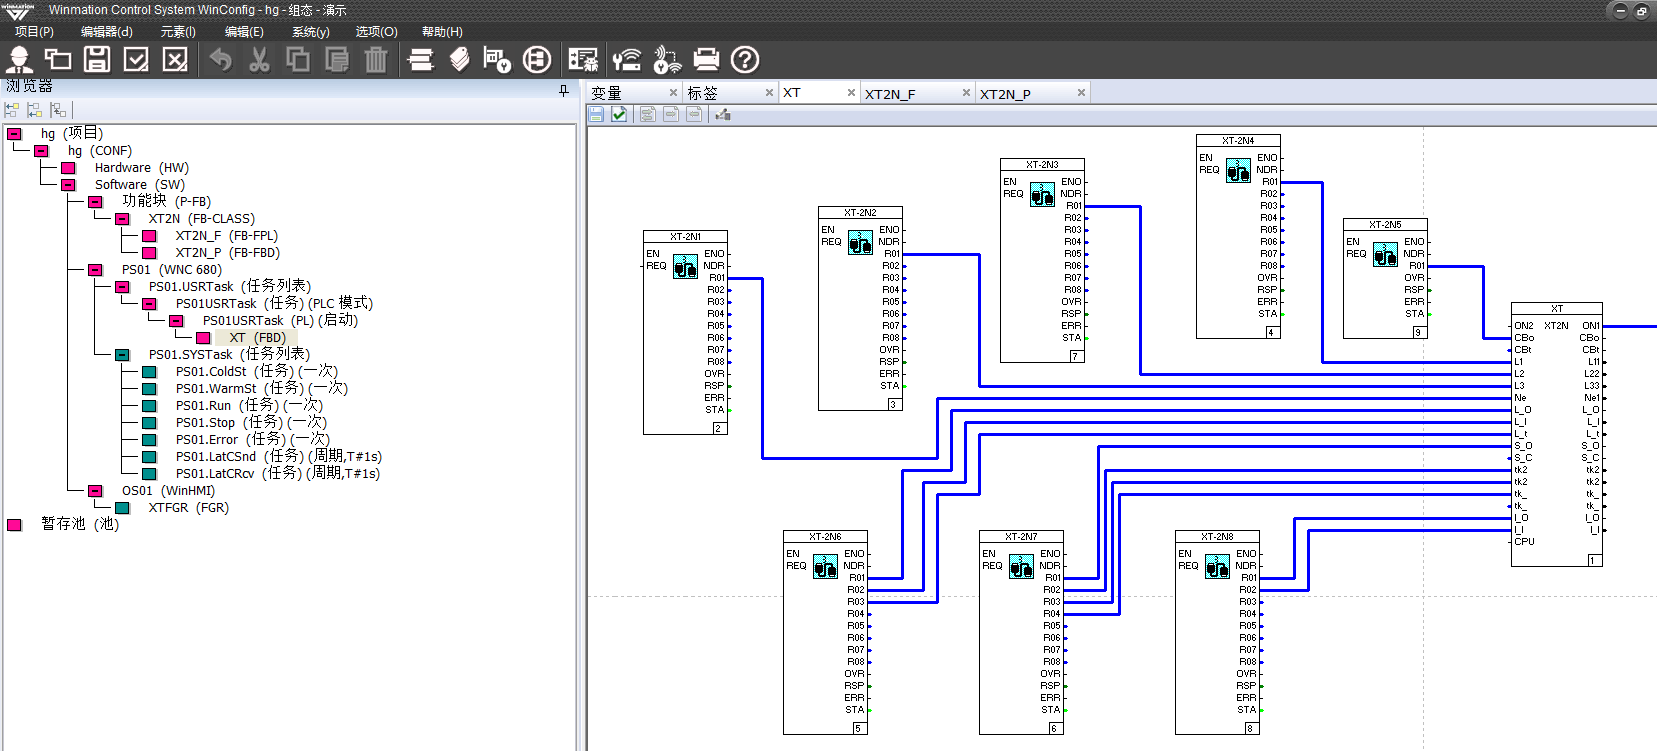 WINMATION Winmation Control System WinConfig - hg - 组态 - 演示
项目(P) 编辑器(d) 元素(l) 编辑(E) 系统(y) 选项(O) 帮助(H)
浏览器
hg (项目)
hg (CONF)
Hardware (HW)
Software (SW)
功能块 (P-FB)
XT2N (FB-CLASS)
XT2N_F (FB-FPL)
XT2N_P (FB-FBD)
PS01 (WNC 680)
PS01.USRTask (任务列表)
PS01USRTask (任务) (PLC 模式)
PS01USRTask (PL) (启动)
XT (FBD)
PS01.SYSTask (任务列表)
PS01.ColdSt (任务) (一次)
PS01.WarmSt (任务) (一次)
PS01.Run (任务) (一次)
PS01.Stop (任务) (一次)
PS01.Error (任务) (一次)
PS01.LatCSnd (任务) (周期,T#1s)
PS01.LatCRcv (任务) (周期,T#1s)
OS01 (WinHMI)
XTFGR (FGR)
暂存池 (池)
变量 标签 XT XT2N_F XT2N_P
XT-2N1
EN ENO
REQ NDR
R01
R02
R03
R04
R05
R06
R07
R08
OVR
RSP
ERR
STA
2
XT-2N2
EN ENO
REQ NDR
R01
R02
R03
R04
R05
R06
R07
R08
OVR
RSP
ERR
STA
3
XT-2N3
EN ENO
REQ NDR
R01
R02
R03
R04
R05
R06
R07
R08
OVR
RSP
ERR
STA
7
XT-2N4
EN ENO
REQ NDR
R01
R02
R03
R04
R05
R06
R07
R08
OVR
RSP
ERR
STA
4
XT-2N5
EN ENO
REQ NDR
R01
OVR
RSP
ERR
STA
9
XT
ON2 XT2N ON1
CBo CBo
CBt CBt
L1 L11
L2 L22
L3 L33
Ne Ne1
L_O L_O
L_I L_I
L_t L_t
S_O S_O
S_C S_C
tk2 tk2
tk2 tk2
tk_ tk_
tk_ tk_
I_O I_O
I_I I_I
CPU
1
XT-2N6
EN ENO
REQ NDR
R01
R02
R03
R04
R05
R06
R07
R08
OVR
RSP
ERR
STA
5
XT-2N7
EN ENO
REQ NDR
R01
R02
R03
R04
R05
R06
R07
R08
OVR
RSP
ERR
STA
6
XT-2N8
EN ENO
REQ NDR
R01
R02
R03
R04
R05
R06
R07
R08
OVR
RSP
ERR
STA
8